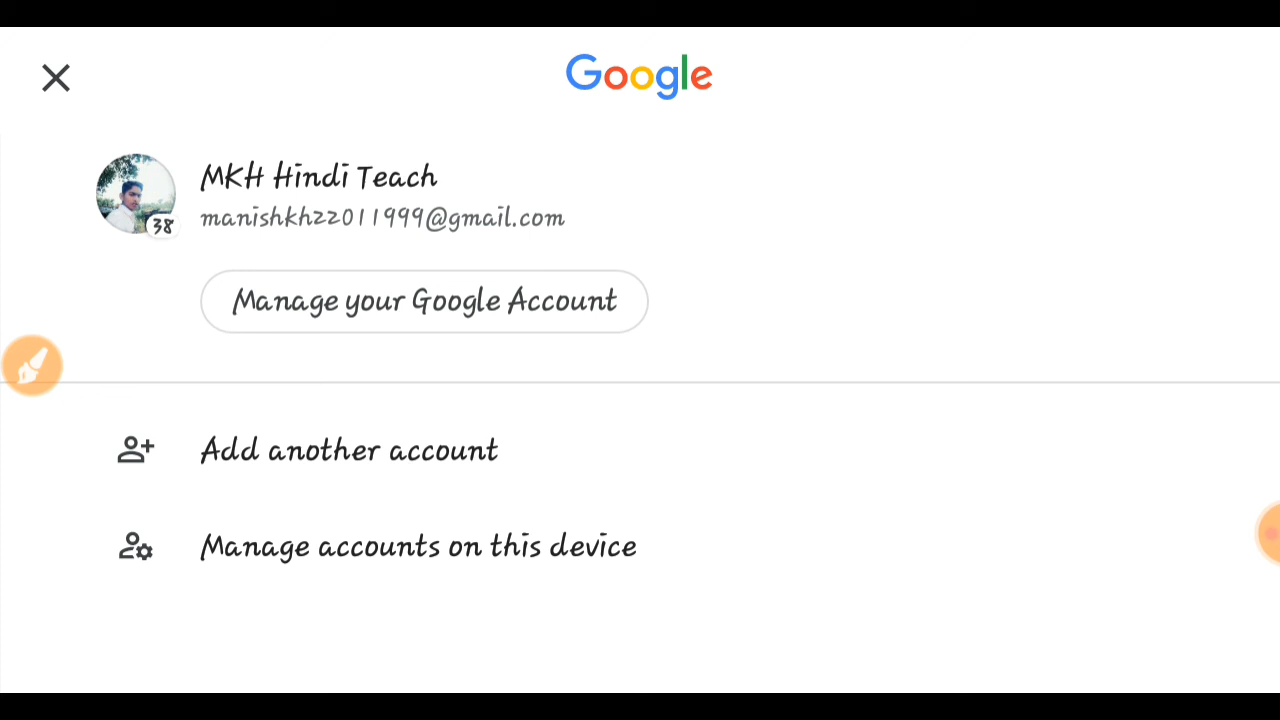 Google
MKH Hindi Teach
38
manishkh22011999@gmail.com
Manage your Google Account
Add another account
Manage accounts on this device